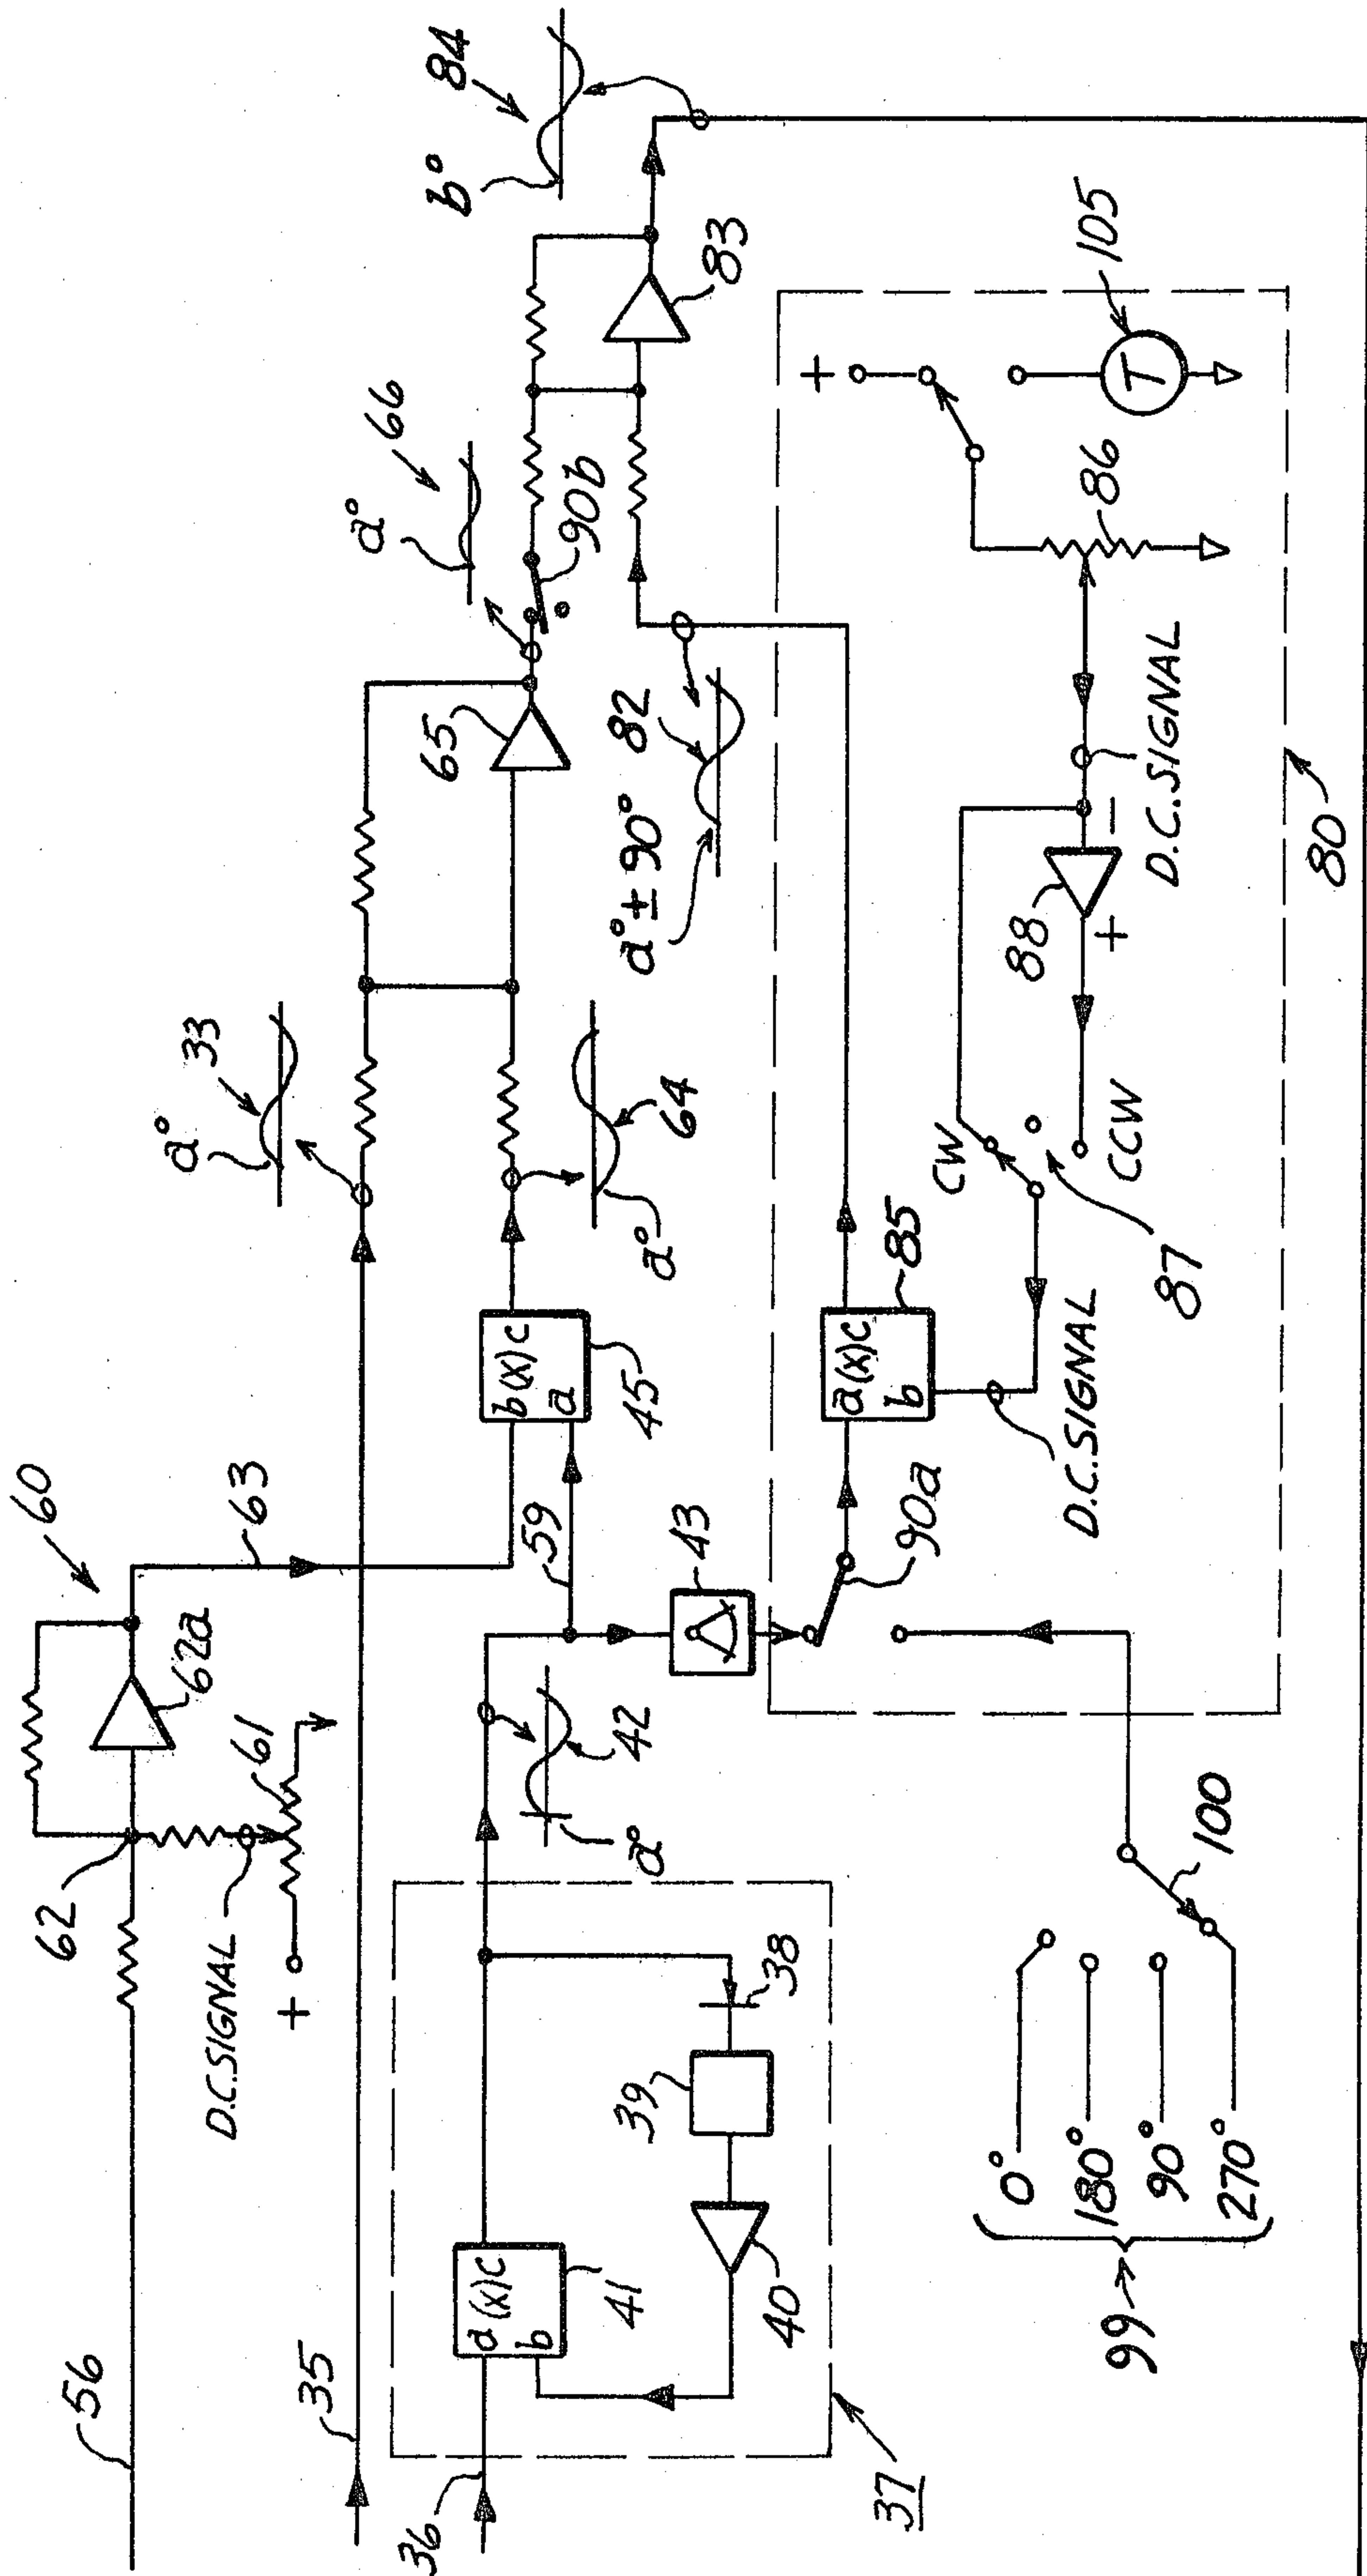 56
62
60
62a
63
D.C.SIGNAL
61
+
35
a°
33
36
a (x) c
b
41
40
39
38
37
a°
42
59
b (x) c
a
45
a°
64
65
a°
66
90b
b°
84
83
a° ± 90°
82
43
90a
a (x) c
b
85
D.C.SIGNAL
CW
CCW
87
88
+
-
D.C.SIGNAL
86
+
T
105
80
99
0°
180°
90°
270°
100